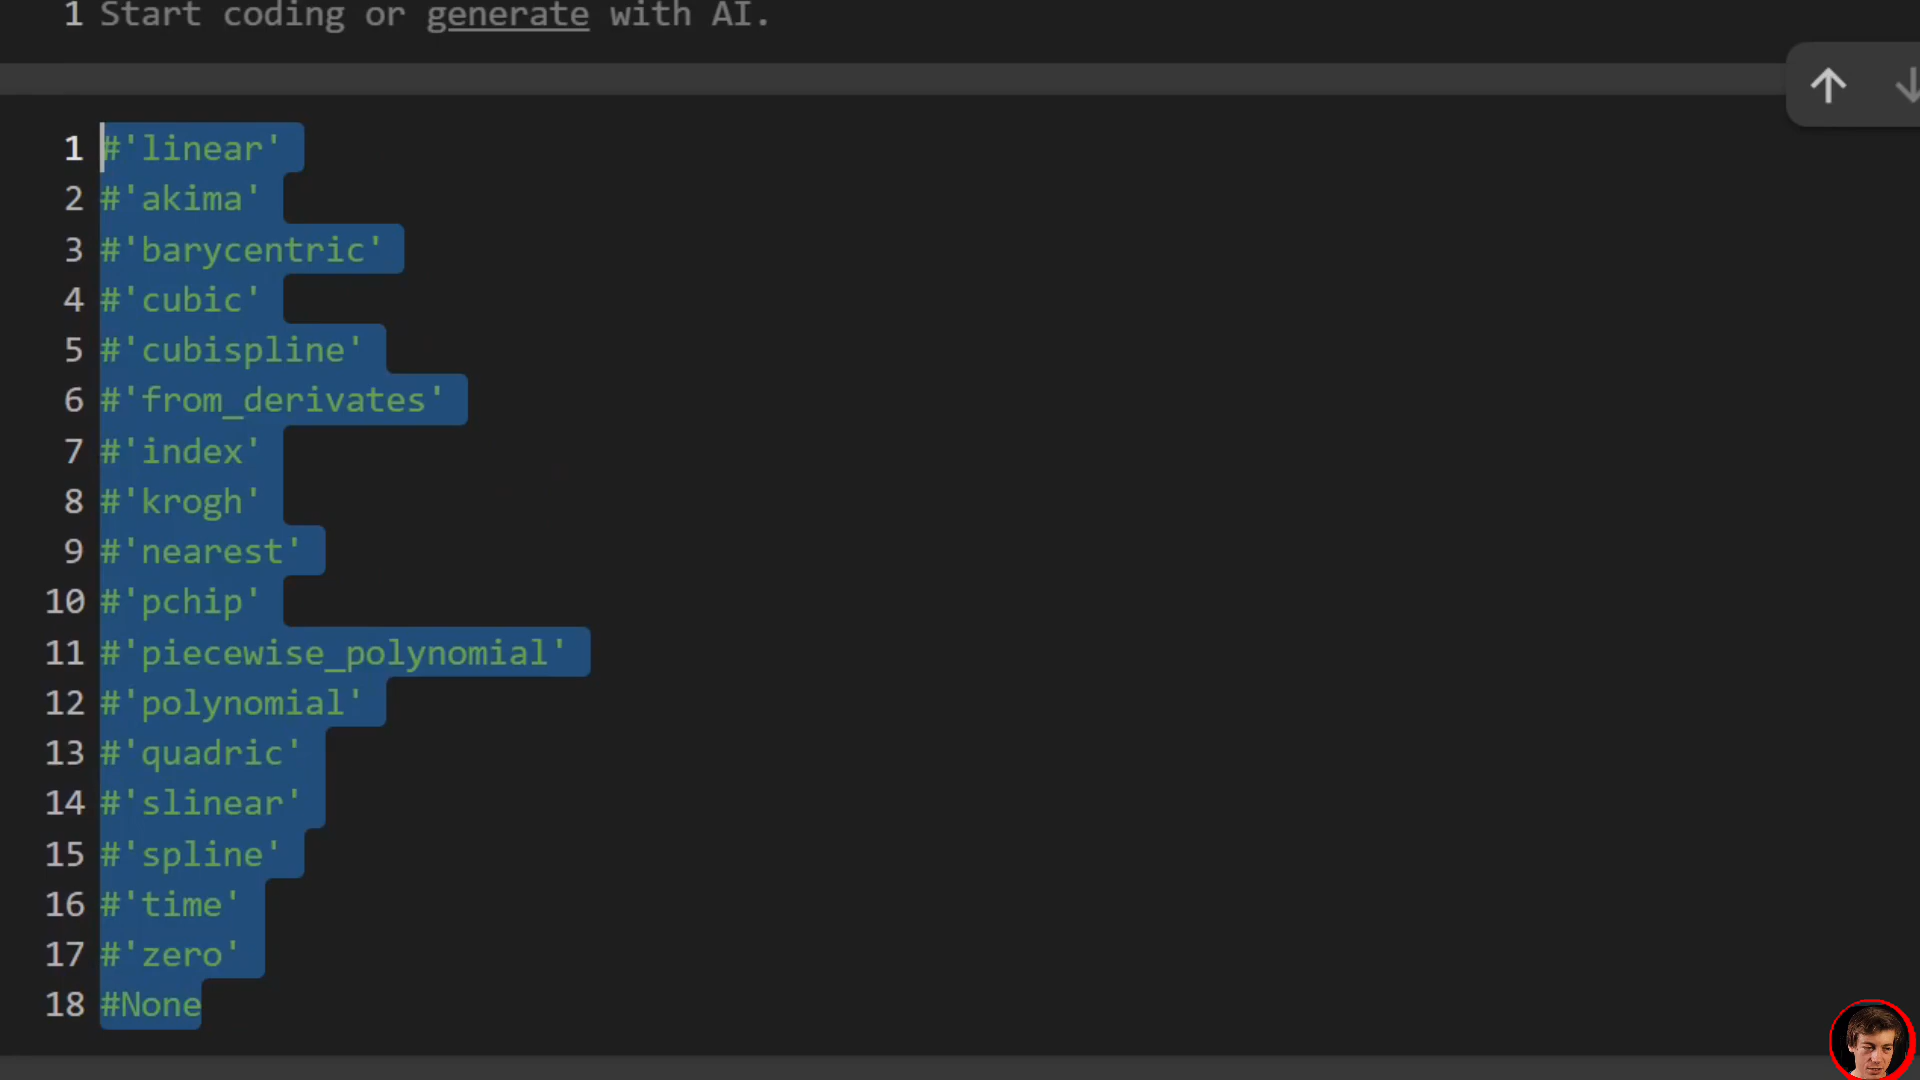 1 Start coding or generate with AI.
1 #'linear'
2 #'akima'
3 #'barycentric'
4 #'cubic'
5 #'cubispline'
6 #'from_derivates'
7 #'index'
8 #'krogh'
9 #'nearest'
10 #'pchip'
11 #'piecewise_polynomial'
12 #'polynomial'
13 #'quadric'
14 #'slinear'
15 #'spline'
16 #'time'
17 #'zero'
18 #None